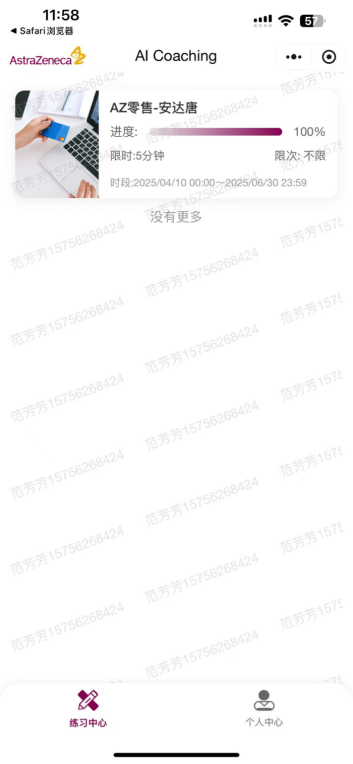 11:58
57
◀ Safari浏览器
AstraZeneca
AI Coaching
AZ零售-安达唐
进度:
100%
限时:5分钟
限次: 不限
时段:2025/04/10 00:00～2025/06/30 23:59
没有更多
范芳芳15756268424
练习中心
个人中心